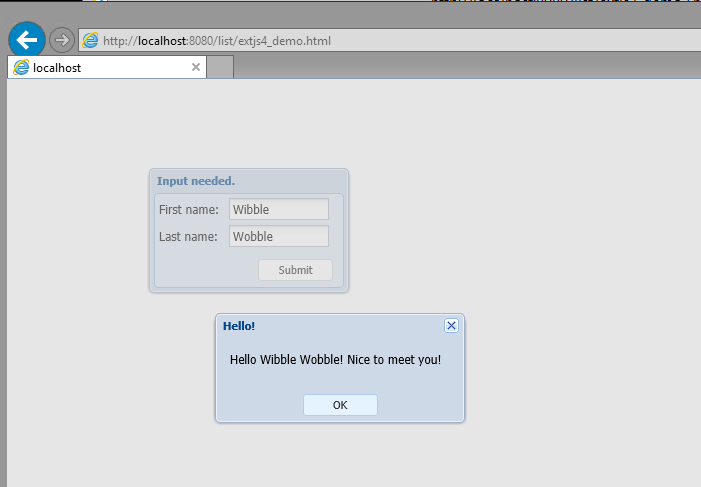 http://localhost:8080/list/extjs4_demo.html
localhost
Input needed.
First name: Wibble
Last name: Wobble
Submit
Hello!
Hello Wibble Wobble! Nice to meet you!
OK